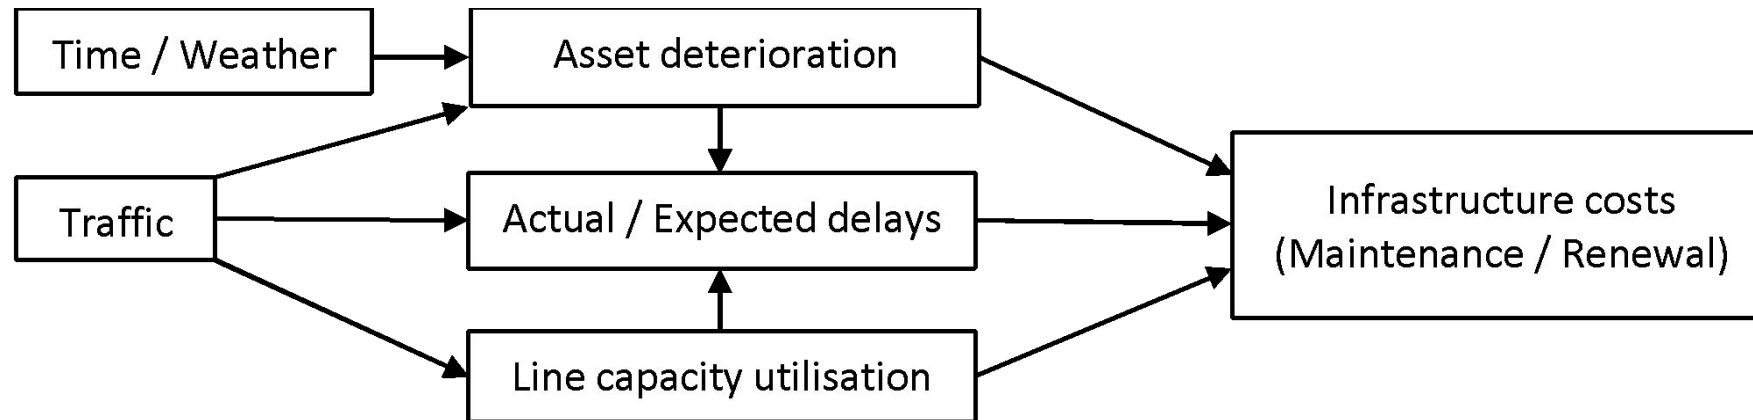 Time / Weather
Asset deterioration
Traffic
Actual / Expected delays
Line capacity utilisation
Infrastructure costs
(Maintenance / Renewal)